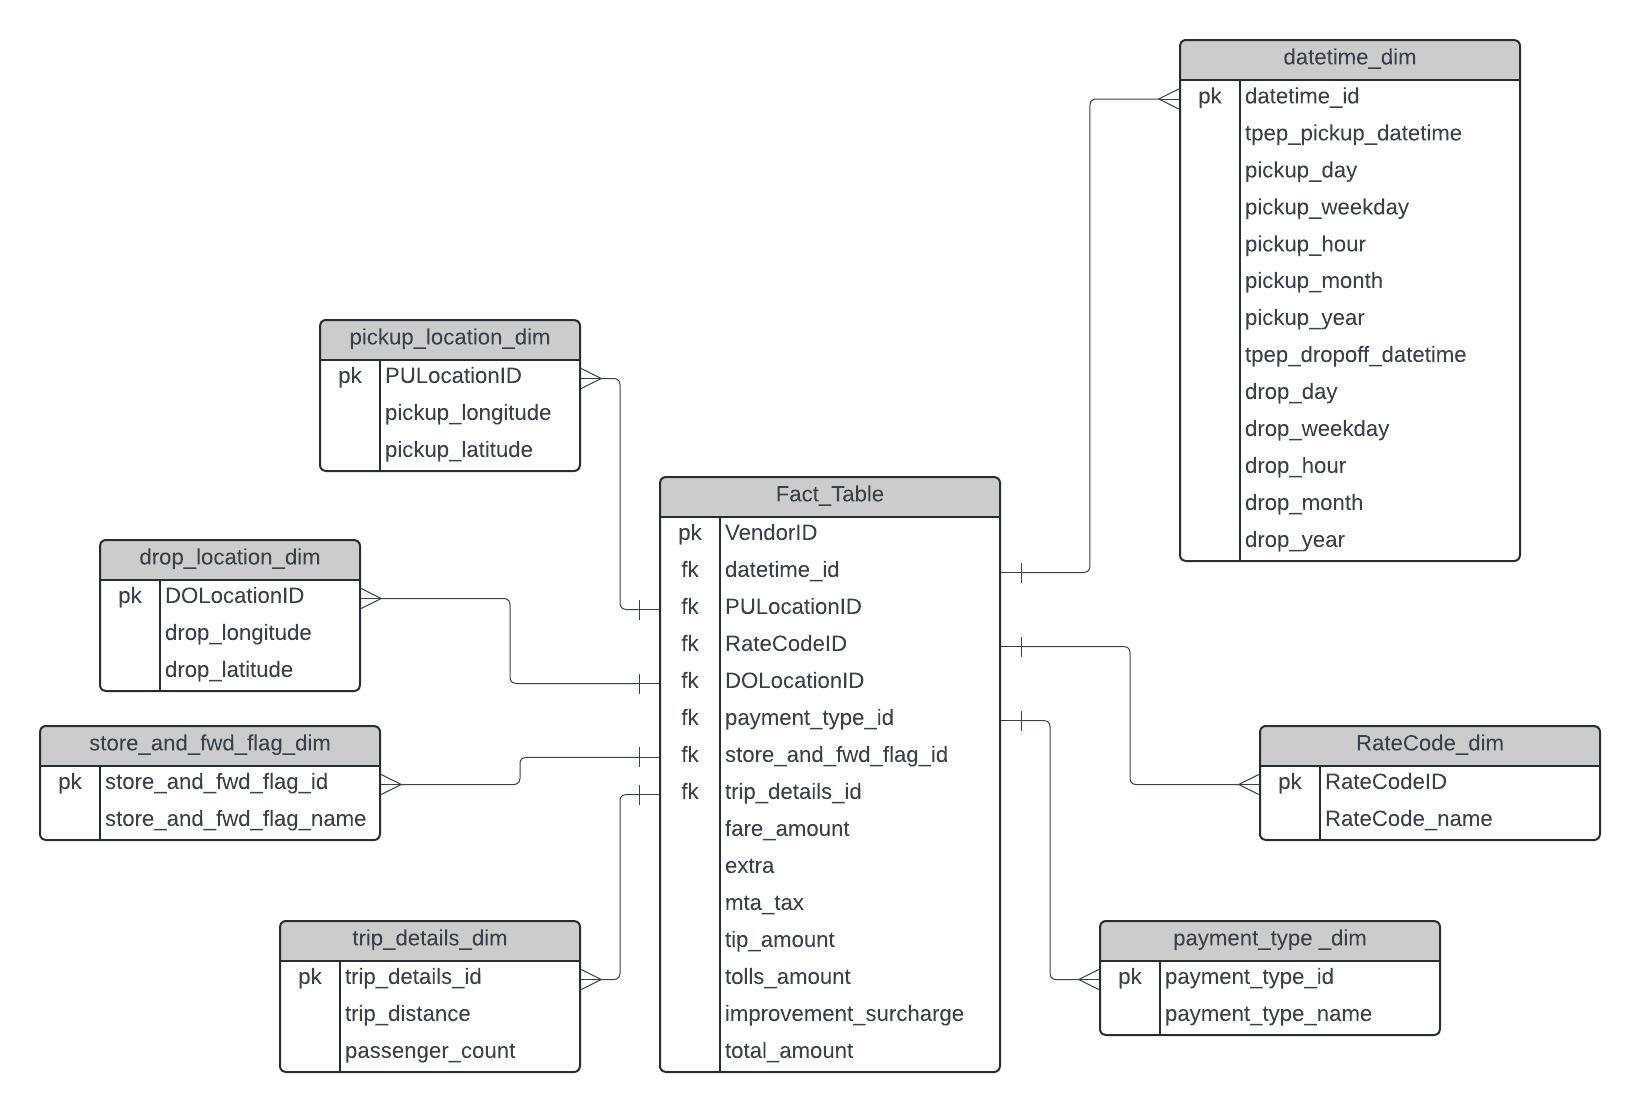 datetime_dim
pk datetime_id
tpep_pickup_datetime
pickup_day
pickup_weekday
pickup_hour
pickup_month
pickup_year
tpep_dropoff_datetime
drop_day
drop_weekday
drop_hour
drop_month
drop_year
pickup_location_dim
pk PULocationID
pickup_longitude
pickup_latitude
drop_location_dim
pk DOLocationID
drop_longitude
drop_latitude
store_and_fwd_flag_dim
pk store_and_fwd_flag_id
store_and_fwd_flag_name
trip_details_dim
pk trip_details_id
trip_distance
passenger_count
Fact_Table
pk VendorID
fk datetime_id
fk PULocationID
fk RateCodeID
fk DOLocationID
fk payment_type_id
fk store_and_fwd_flag_id
fk trip_details_id
fare_amount
extra
mta_tax
tip_amount
tolls_amount
improvement_surcharge
total_amount
RateCode_dim
pk RateCodeID
RateCode_name
payment_type _dim
pk payment_type_id
payment_type_name